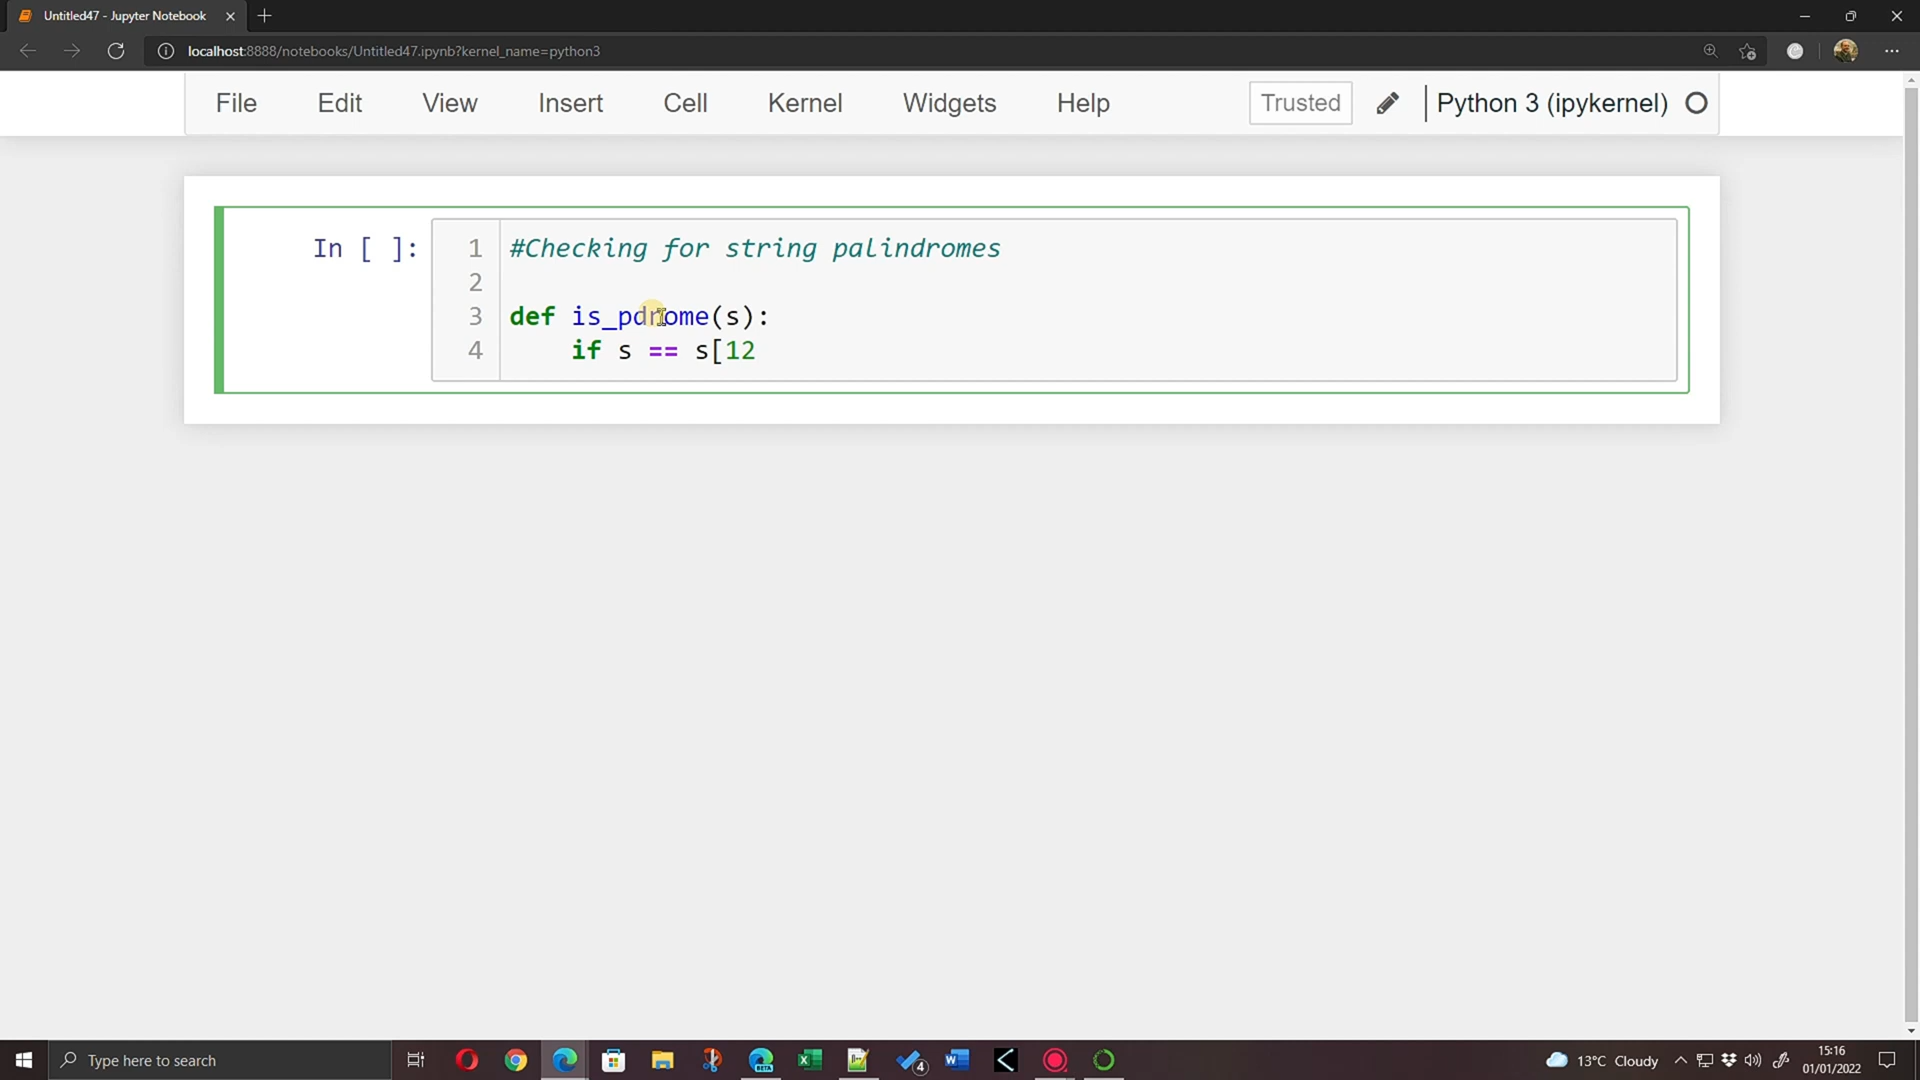 Untitled47 - Jupyter Notebook
localhost:8888/notebooks/Untitled47.ipynb?kernel_name=python3
File Edit View Insert Cell Kernel Widgets Help Trusted Python 3 (ipykernel)
In [ ]:
1 #Checking for string palindromes
2
3 def is_pdrome(s):
4 if s == s[12
Type here to search
BETA
4
13°C Cloudy
15:16
01/01/2022